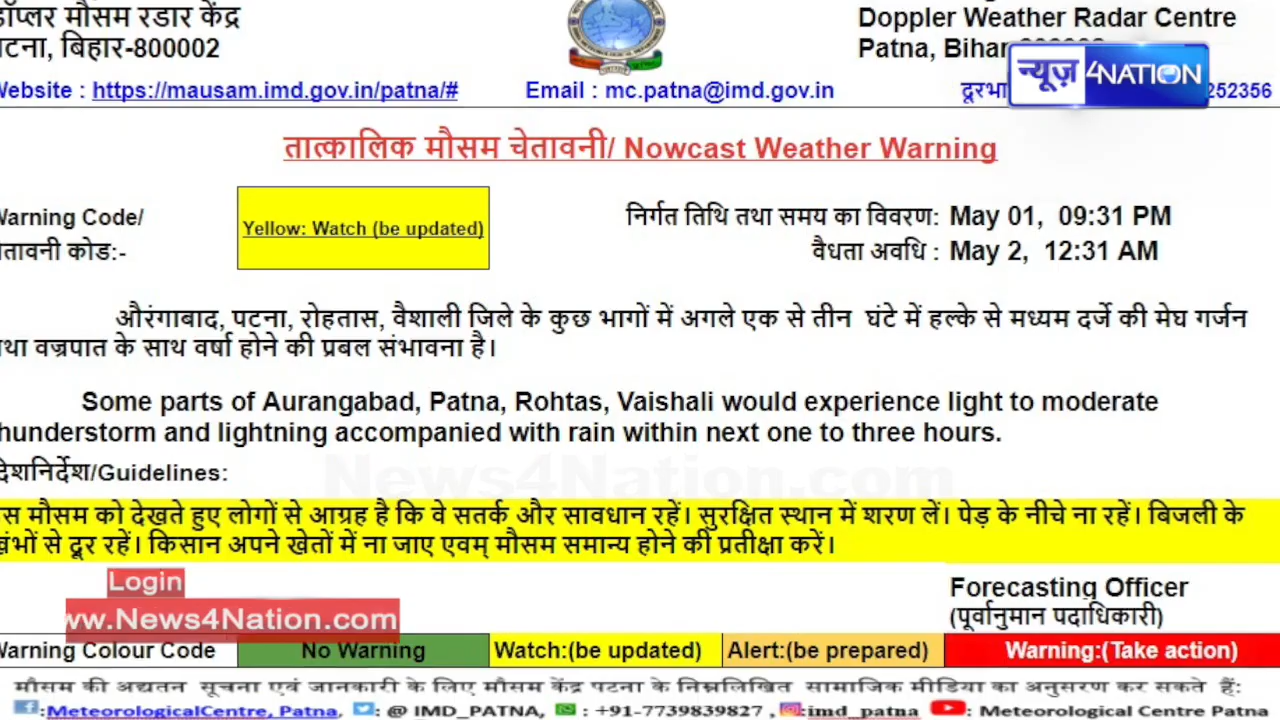 डॉप्लर मौसम रडार केंद्र
पटना, बिहार-800002
Doppler Weather Radar Centre
Patna, Bihar
न्यूज़ 4NATION
Website : https://mausam.imd.gov.in/patna/#
Email : mc.patna@imd.gov.in
दूरभा 252356
तात्कालिक मौसम चेतावनी/ Nowcast Weather Warning
Warning Code/
चेतावनी कोड:-
Yellow: Watch (be updated)
निर्गत तिथि तथा समय का विवरण: May 01, 09:31 PM
वैधता अवधि : May 2, 12:31 AM
औरंगाबाद, पटना, रोहतास, वैशाली जिले के कुछ भागों में अगले एक से तीन घंटे में हल्के से मध्यम दर्जे की मेघ गर्जन
तथा वज्रपात के साथ वर्षा होने की प्रबल संभावना है।
Some parts of Aurangabad, Patna, Rohtas, Vaishali would experience light to moderate
thunderstorm and lightning accompanied with rain within next one to three hours.
News4Nation.com
दिशनिर्देश/Guidelines:
इस मौसम को देखते हुए लोगों से आग्रह है कि वे सतर्क और सावधान रहें। सुरक्षित स्थान में शरण लें। पेड़ के नीचे ना रहें। बिजली के
खंभों से दूर रहें। किसान अपने खेतों में ना जाए एवम् मौसम समान्य होने की प्रतीक्षा करें।
Login
www.News4Nation.com
Forecasting Officer
(पूर्वानुमान पदाधिकारी)
Warning Colour Code
No Warning
Watch:(be updated)
Alert:(be prepared)
Warning:(Take action)
मौसम की अद्यतन सूचना एवं जानकारी के लिए मौसम केंद्र पटना के निम्नलिखित सामाजिक मीडिया का अनुसरण कर सकते हैं:
:MeteorologicalCentre, Patna, : @ IMD_PATNA, : +91-7739839827 , :imd_patna : Meteorological Centre Patna